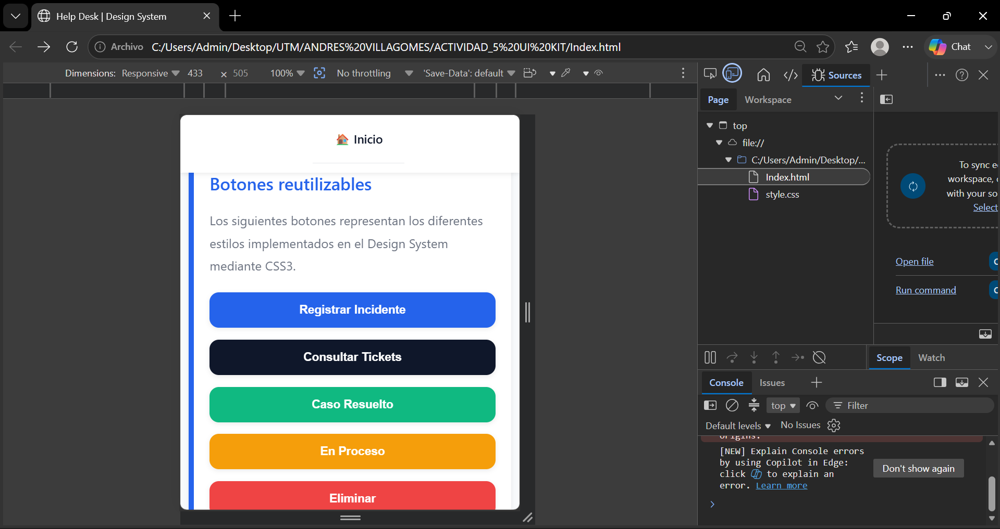 Help Desk | Design System
Archivo C:/Users/Admin/Desktop/UTM/ANDRES%20VILLAGOMES/ACTIVIDAD_5%20UI%20KIT/Index.html
Chat
Dimensions: Responsive 433 × 505 100% No throttling 'Save-Data': default
Sources
Page Workspace
top
file://
C:/Users/Admin/Desktop/...
Index.html
style.css
To sync e
workspace,
with your so
Select
Open file
Run command
Inicio
Botones reutilizables
Los siguientes botones representan los diferentes
estilos implementados en el Design System
mediante CSS3.
Registrar Incidente
Consultar Tickets
Caso Resuelto
En Proceso
Eliminar
Scope Watch
Console Issues
top Filter
Default levels No Issues
origins.
[NEW] Explain Console errors
by using Copilot in Edge:
click to explain an
error. Learn more
Don't show again